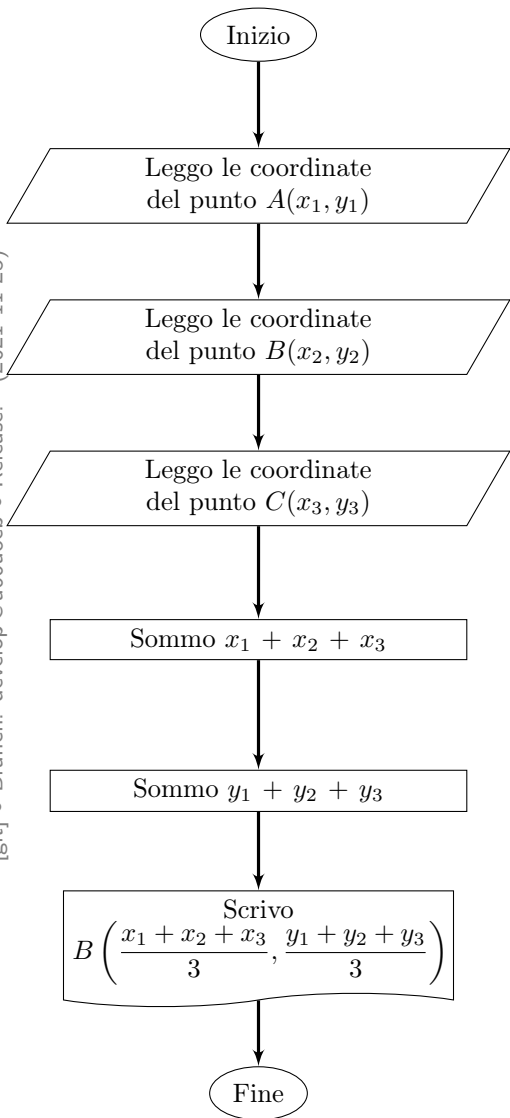 Inizio
Leggo le coordinate
del punto A(x₁, y₁)
Leggo le coordinate
del punto B(x₂, y₂)
Leggo le coordinate
del punto C(x₃, y₃)
Sommo x₁ + x₂ + x₃
Sommo y₁ + y₂ + y₃
Scrivo
B ( (x₁ + x₂ + x₃)/3 , (y₁ + y₂ + y₃)/3 )
Fine